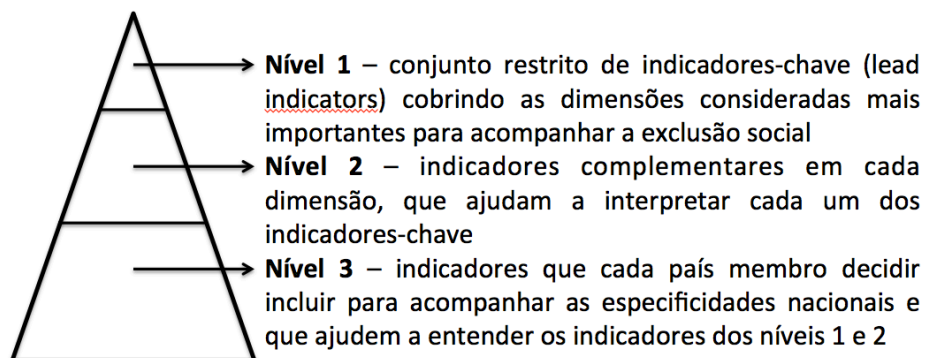 Nível 1 – conjunto restrito de indicadores-chave (lead
indicators) cobrindo as dimensões consideradas mais
importantes para acompanhar a exclusão social
Nível 2 – indicadores complementares em cada
dimensão, que ajudam a interpretar cada um dos
indicadores-chave
Nível 3 – indicadores que cada país membro decidir
incluir para acompanhar as especificidades nacionais e
que ajudem a entender os indicadores dos níveis 1 e 2